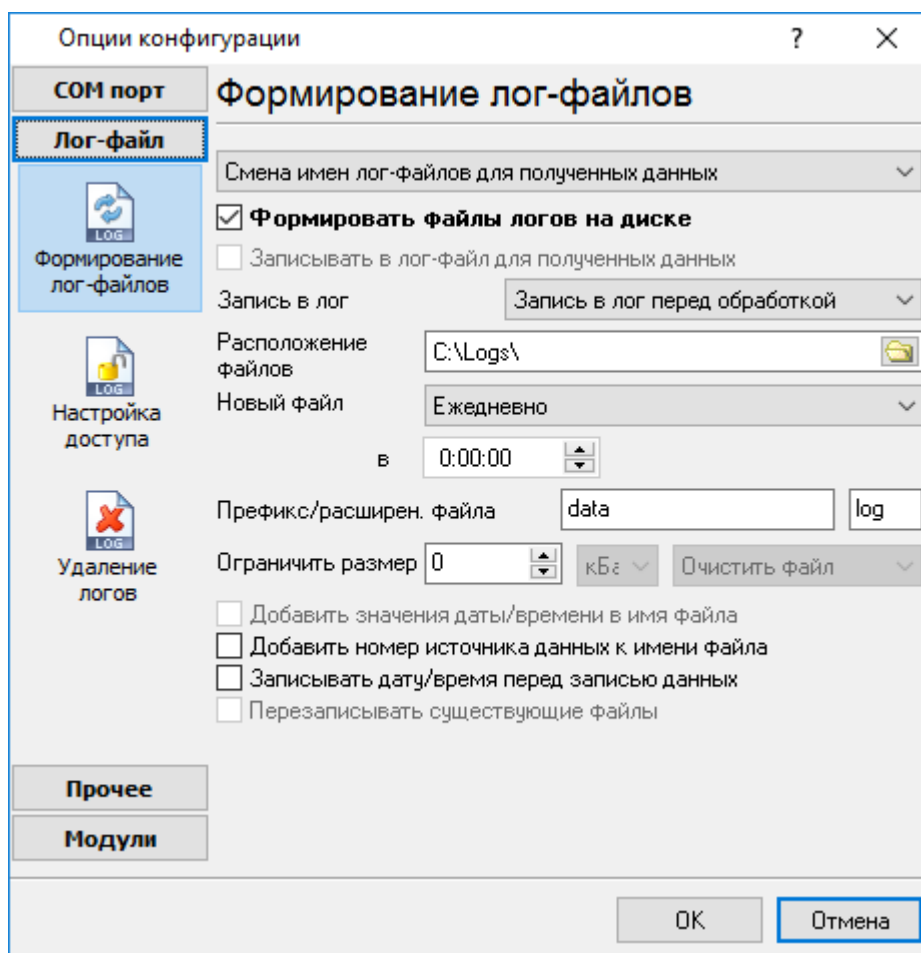 Опции конфигурации
?
COM порт
Лог-файл
LOG
Формирование
лог-файлов
LOG
Настройка
доступа
LOG
Удаление
логов
Прочее
Модули
Формирование лог-файлов
Смена имен лог-файлов для полученных данных
Формировать файлы логов на диске
Записывать в лог-файл для полученных данных
Запись в лог
Запись в лог перед обработкой
Расположение
файлов
C:\Logs\
Новый файл
Ежедневно
в
0:00:00
Префикс/расширен. файла
data
log
Ограничить размер
0
кБа
Очистить файл
Добавить значения даты/времени в имя файла
Добавить номер источника данных к имени файла
Записывать дату/время перед записью данных
Перезаписывать существующие файлы
OK
Отмена